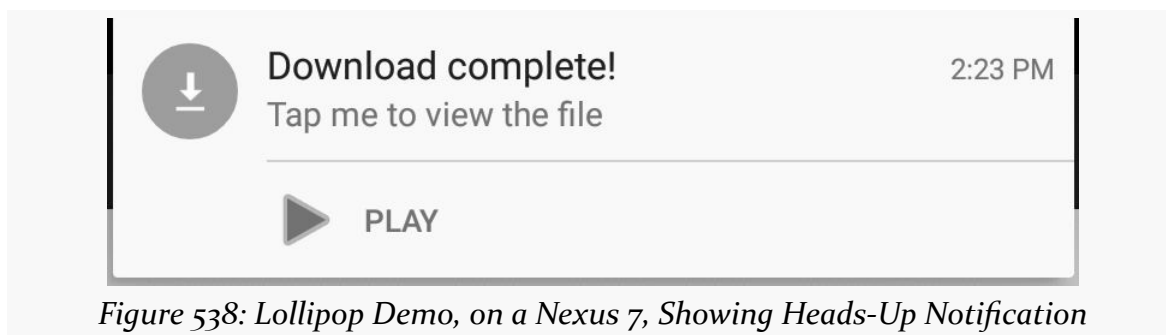 Download complete! 2:23 PM
Tap me to view the file
PLAY
Figure 538: Lollipop Demo, on a Nexus 7, Showing Heads-Up Notification